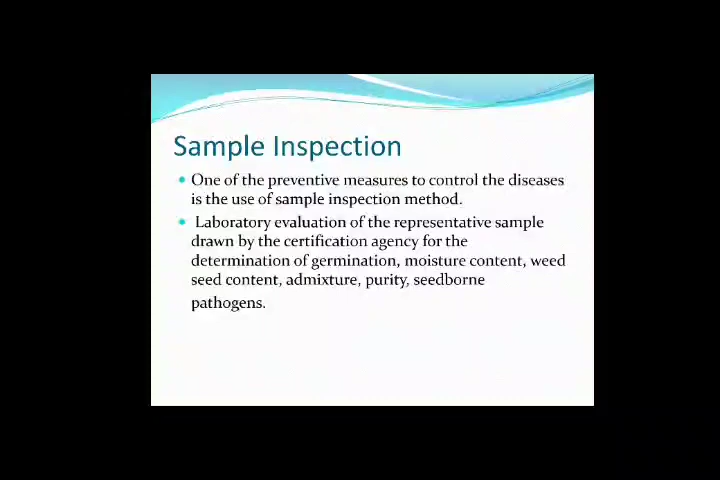 Sample Inspection
One of the preventive measures to control the diseases
is the use of sample inspection method.
Laboratory evaluation of the representative sample
drawn by the certification agency for the
determination of germination, moisture content, weed
seed content, admixture, purity, seedborne
pathogens.